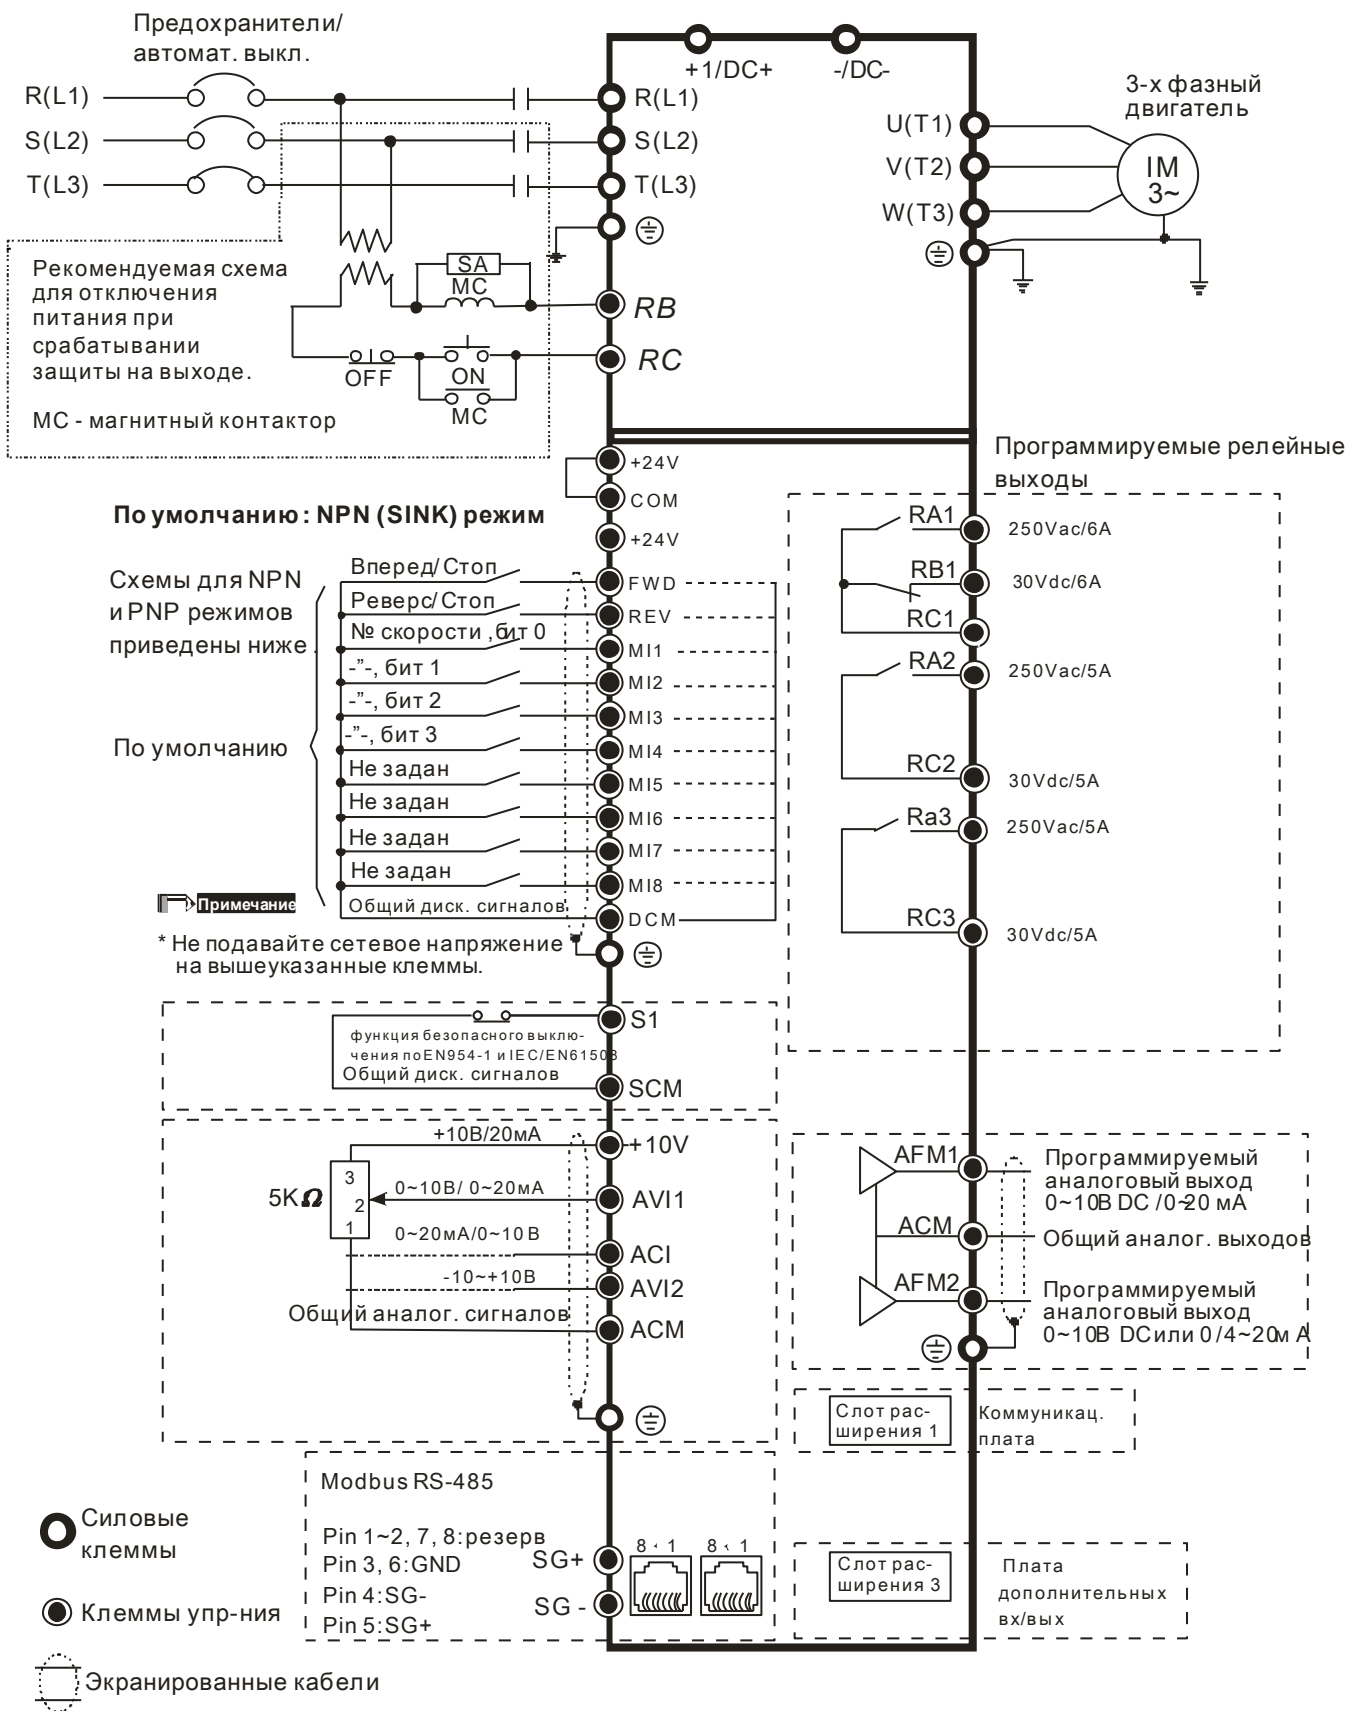 Предохранители/
автомат. выкл.
+1/DC+
-/DC-
R(L1)
R(L1)
S(L2)
S(L2)
T(L3)
T(L3)
U(T1)
V(T2)
W(T3)
3-х фазный
двигатель
IM
3~
Рекомендуемая схема
для отключения
питания при
срабатывании
защиты на выходе.
МС - магнитный контактор
SA
MC
RB
RC
OFF
ON
MC
+24V
COM
+24V
По умолчанию: NPN (SINK) режим
Схемы для NPN
и PNP режимов
приведены ниже.
По умолчанию
Вперед/ Стоп
FWD
Реверс/ Стоп
REV
№ скорости, бит 0
MI1
-"-, бит 1
MI2
-"-, бит 2
MI3
-"-, бит 3
MI4
Не задан
MI5
Не задан
MI6
Не задан
MI7
Не задан
MI8
Общий диск. сигналов
DCM
Примечание
* Не подавайте сетевое напряжение
на вышеуказанные клеммы.
Программируемые релейные
выходы
RA1
250Vac/6A
RB1
30Vdc/6A
RC1
RA2
250Vac/5A
RC2
30Vdc/5A
Ra3
250Vac/5A
RC3
30Vdc/5A
S1
функция безопасного выклю-
чения по EN954-1 и IEC/EN61508
Общий диск. сигналов
SCM
+10В/20мА
+10V
5K Ω
3
2
1
0~10В/ 0~20мА
AVI1
0~20мА/0~10 В
ACI
-10~+10В
AVI2
Общий аналог. сигналов
ACM
AFM1
Программируемый
аналоговый выход
0~10В DC /0~20 мА
ACM
Общий аналог. выходов
AFM2
Программируемый
аналоговый выход
0~10В DC или 0/4~20м А
Слот рас-
ширения 1
Коммуникац.
плата
Modbus RS-485
Pin 1~2, 7, 8:резерв
Pin 3, 6:GND
Pin 4:SG-
Pin 5:SG+
SG+
SG -
8 1
8 1
Слот рас-
ширения 3
Плата
дополнительных
вх/вых
Силовые
клеммы
Клеммы упр-ния
Экранированные кабели